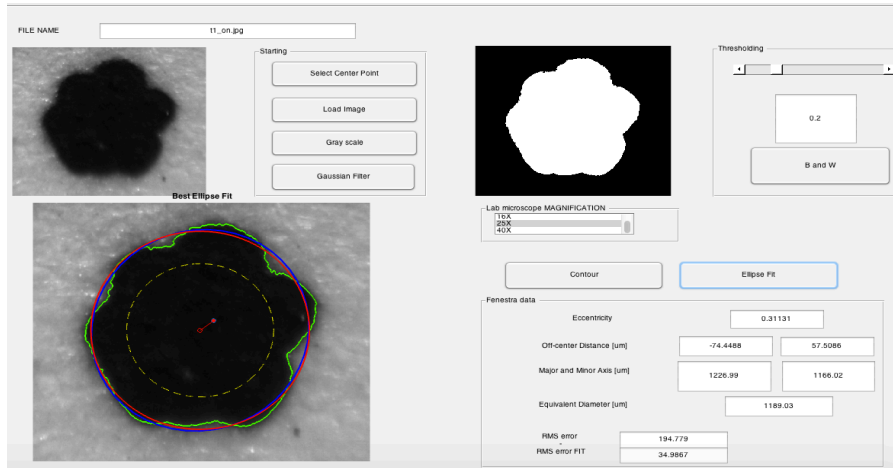 FILE NAME
t1_on.jpg
Starting
Select Center Point
Load Image
Gray scale
Gaussian Filter
Thresholding
0.2
B and W
Best Ellipse Fit
Lab microscope MAGNIFICATION
16X
25X
40X
Contour
Ellipse Fit
Fenestra data
Eccentricity
0.31131
Off-center Distance [um]
-74.4488
57.5086
Major and Minor Axis [um]
1226.99
1166.02
Equivalent Diameter [um]
1189.03
RMS error
194.779
RMS error FIT
34.9867